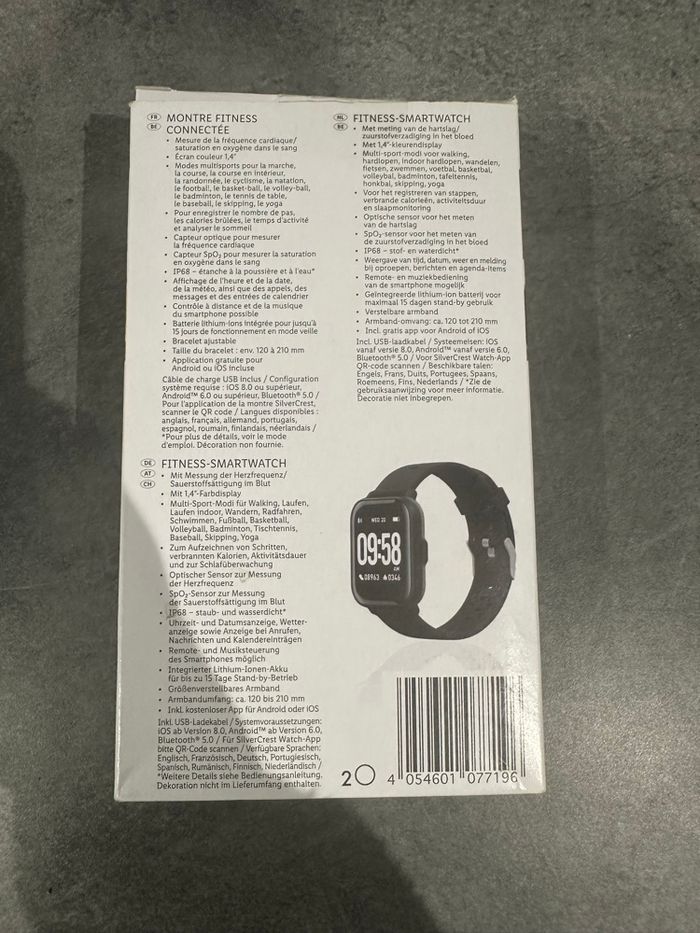 FR
BE
MONTRE FITNESS
CONNECTÉE
• Mesure de la fréquence cardiaque/
saturation en oxygène dans le sang
• Écran couleur 1,4"
• Modes multisports pour la marche,
la course, la course en intérieur,
la randonnée, le cyclisme, la natation,
le football, le basket-ball, le volley-ball,
le badminton, le tennis de table,
le baseball, le skipping, le yoga
• Pour enregistrer le nombre de pas,
les calories brûlées, le temps d'activité
et analyser le sommeil
• Capteur optique pour mesurer
la fréquence cardiaque
• Capteur SpO₂ pour mesurer la saturation
en oxygène dans le sang
• IP68 – étanche à la poussière et à l'eau*
• Affichage de l'heure et de la date,
de la météo, ainsi que des appels, des
messages et des entrées de calendrier
• Contrôle à distance et de la musique
du smartphone possible
• Batterie lithium-ions intégrée pour jusqu'à
15 jours de fonctionnement en mode veille
• Bracelet ajustable
• Taille du bracelet : env. 120 à 210 mm
• Application gratuite pour
Android ou iOS incluse
Câble de charge USB inclus / Configuration
système requise : iOS 8.0 ou supérieur,
Android™ 6.0 ou supérieur, Bluetooth® 5.0 /
Pour l'application de la montre SilverCrest,
scanner le QR code / Langues disponibles :
anglais, français, allemand, portugais,
espagnol, roumain, finlandais, néerlandais /
*Pour plus de détails, voir le mode
d'emploi. Décoration non fournie.
NL
BE
FITNESS-SMARTWATCH
• Met meting van de hartslag/
zuurstofverzadiging in het bloed
• Met 1,4"-kleurendisplay
• Multi-sport-modi voor walking,
hardlopen, indoor hardlopen, wandelen,
fietsen, zwemmen, voetbal, basketbal,
volleybal, badminton, tafeltennis,
honkbal, skipping, yoga
• Voor het registreren van stappen,
verbrande calorieën, activiteitsduur
en slaapmonitoring
• Optische sensor voor het meten
van de hartslag
• SpO₂-sensor voor het meten van
de zuurstofverzadiging in het bloed
• IP68 – stof- en waterdicht*
• Weergave van tijd, datum, weer en melding
bij oproepen, berichten en agenda-items
• Remote- en muziekbediening
van de smartphone mogelijk
• Geïntegreerde lithium-ion batterij voor
maximaal 15 dagen stand-by gebruik
• Verstelbare armband
• Armband-omvang: ca. 120 tot 210 mm
• Incl. gratis app voor Android of iOS
Incl. USB-laadkabel / Systeemeisen: iOS
vanaf versie 8.0, Android™ vanaf versie 6.0,
Bluetooth® 5.0 / Voor SilverCrest Watch-App
QR-code scannen / Beschikbare talen:
Engels, Frans, Duits, Portugees, Spaans,
Roemeens, Fins, Nederlands / *Zie de
gebruiksaanwijzing voor meer informatie.
Decoratie niet inbegrepen.
DE
AT
CH
FITNESS-SMARTWATCH
• Mit Messung der Herzfrequenz/
Sauerstoffsättigung im Blut
• Mit 1,4"-Farbdisplay
• Multi-Sport-Modi für Walking, Laufen,
Laufen indoor, Wandern, Radfahren,
Schwimmen, Fußball, Basketball,
Volleyball, Badminton, Tischtennis,
Baseball, Skipping, Yoga
• Zum Aufzeichnen von Schritten,
verbrannten Kalorien, Aktivitätsdauer
und zur Schlafüberwachung
• Optischer Sensor zur Messung
der Herzfrequenz
• SpO₂-Sensor zur Messung
der Sauerstoffsättigung im Blut
• IP68 – staub- und wasserdicht*
• Uhrzeit- und Datumsanzeige, Wetter-
anzeige sowie Anzeige bei Anrufen,
Nachrichten und Kalendereinträgen
• Remote- und Musiksteuerung
des Smartphones möglich
• Integrierter Lithium-Ionen-Akku
für bis zu 15 Tage Stand-by-Betrieb
• Größenverstellbares Armband
• Armbandumfang: ca. 120 bis 210 mm
• Inkl. kostenloser App für Android oder iOS
Inkl. USB-Ladekabel / Systemvoraussetzungen:
iOS ab Version 8.0, Android™ ab Version 6.0,
Bluetooth® 5.0 / Für SilverCrest Watch-App
bitte QR-Code scannen / Verfügbare Sprachen:
Englisch, Französisch, Deutsch, Portugiesisch,
Spanisch, Rumänisch, Finnisch, Niederländisch /
*Weitere Details siehe Bedienungsanleitung.
Dekoration nicht im Lieferumfang enthalten.
WED 20
09:58
AM
08963 0346
2
4 054601 077196